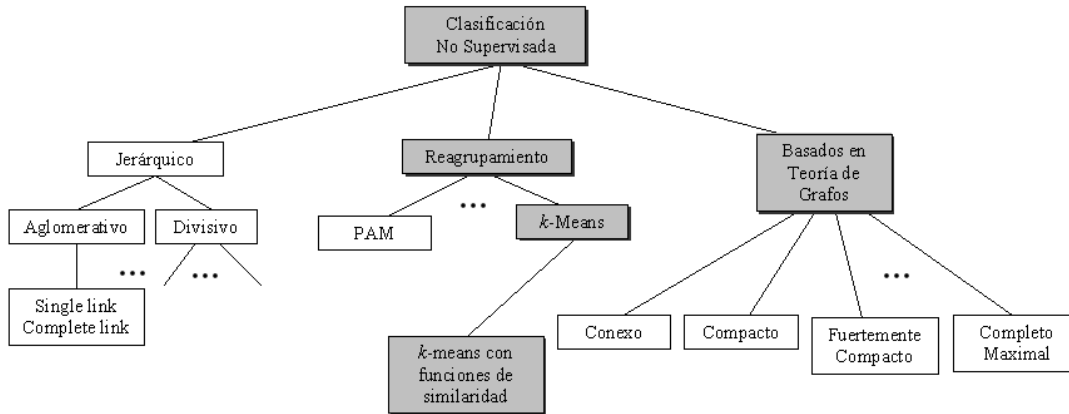 Clasificación
No Supervisada
Jerárquico
Reagrupamiento
Basados en
Teoría de
Grafos
Aglomerativo
Divisivo
PAM
k-Means
...
...
...
...
Single link
Complete link
Conexo
Compacto
Fuertemente
Compacto
Completo
Maximal
k-means con
funciones de
similaridad